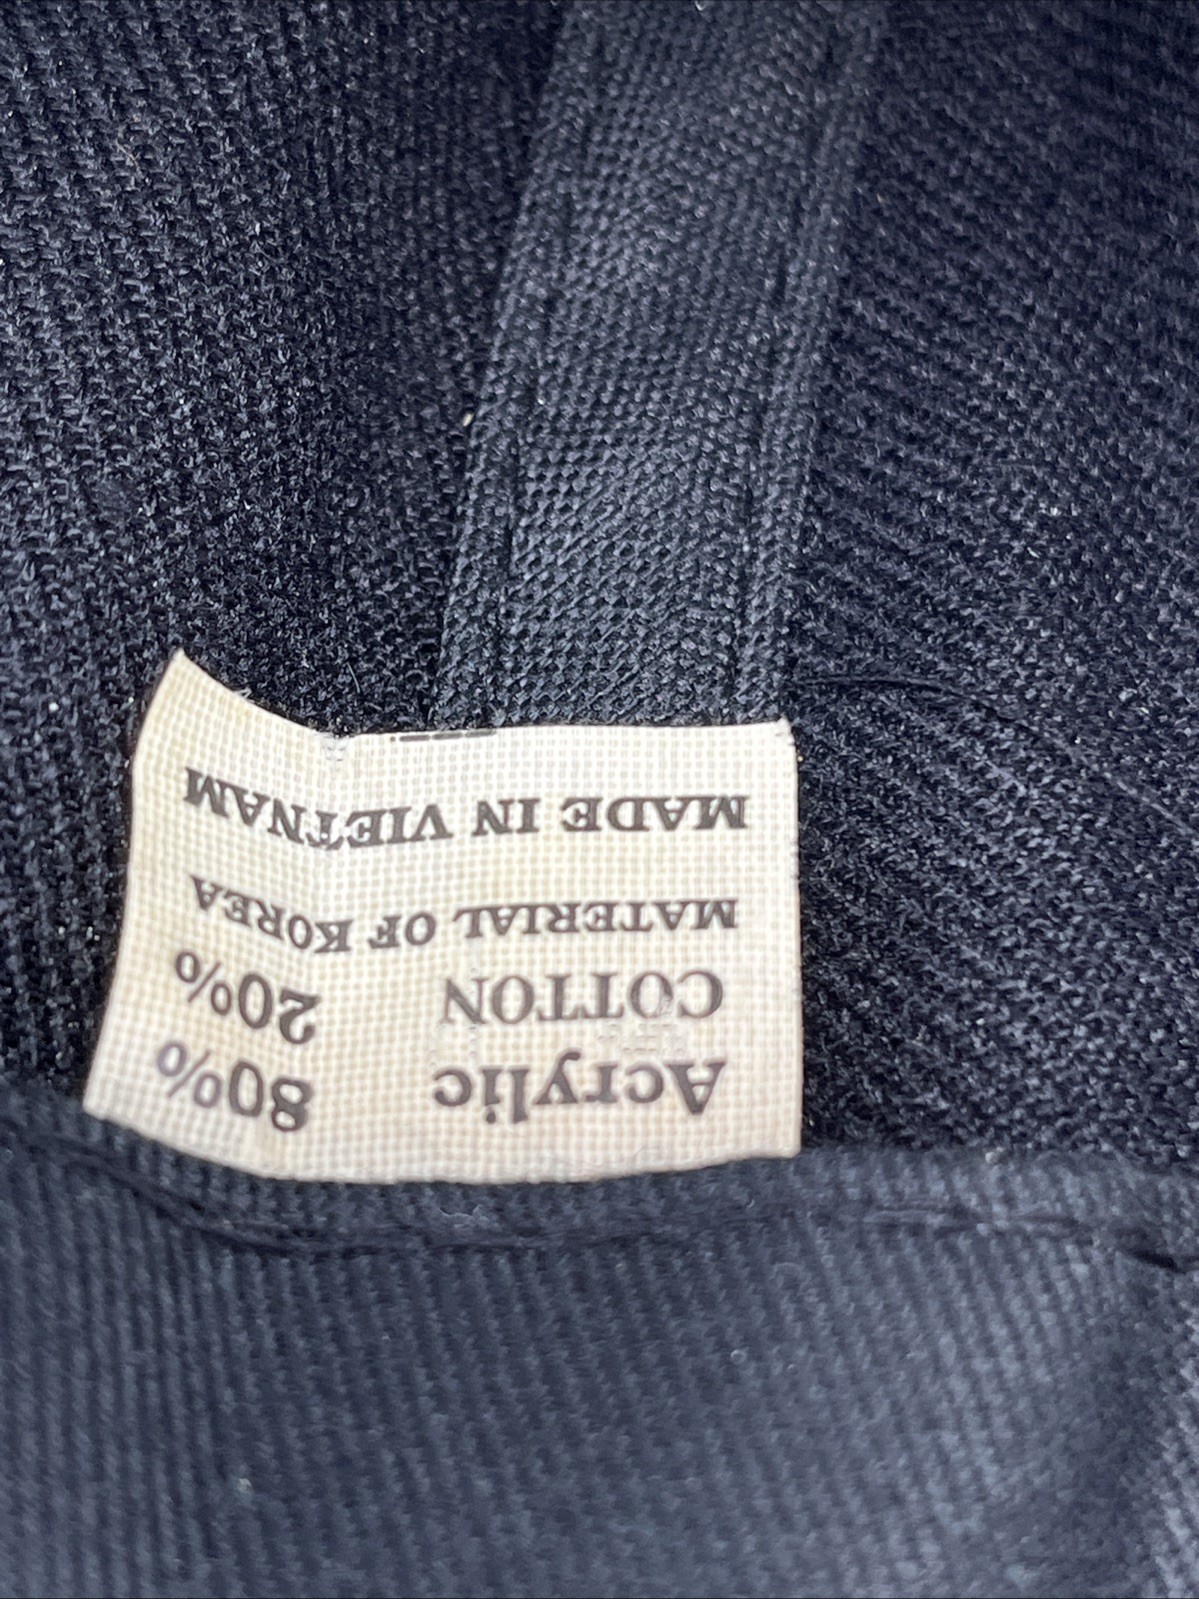 Acrylic 80%
COTTON 20%
MATERIAL OF KOREA
MADE IN VIETNAM